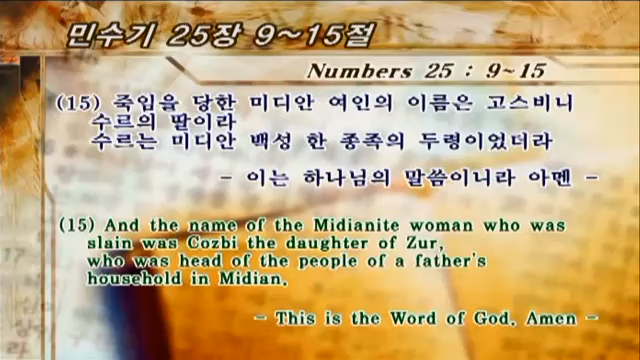 민수기 25장 9~15절
Numbers 25 : 9~15
(15) 죽임을 당한 미디안 여인의 이름은 고스비니
수르의 딸이라
수르는 미디안 백성 한 종족의 두령이었더라
- 이는 하나님의 말씀이니라 아멘 -
(15) And the name of the Midianite woman who was
slain was Cozbi the daughter of Zur,
who was head of the people of a father's
household in Midian.
- This is the Word of God, Amen -